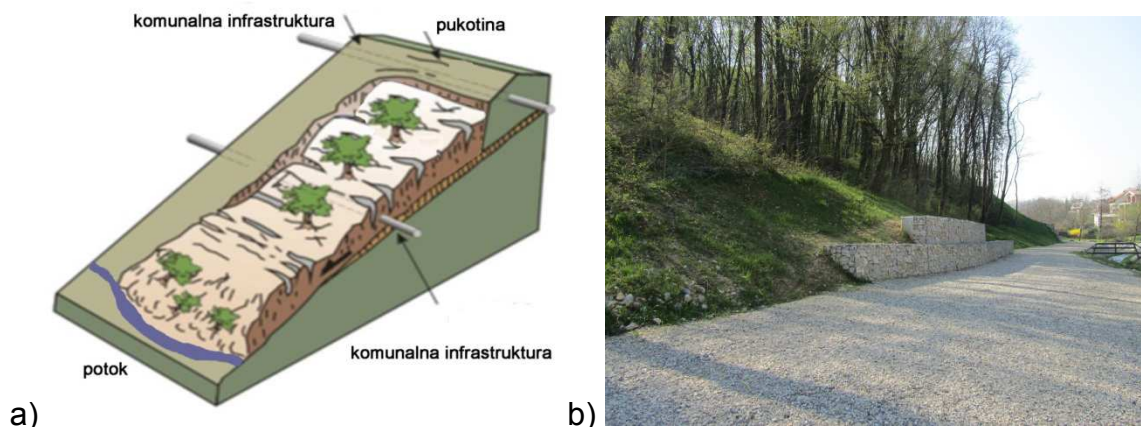 komunalna infrastruktura
pukotina
komunalna infrastruktura
potok
a)
b)